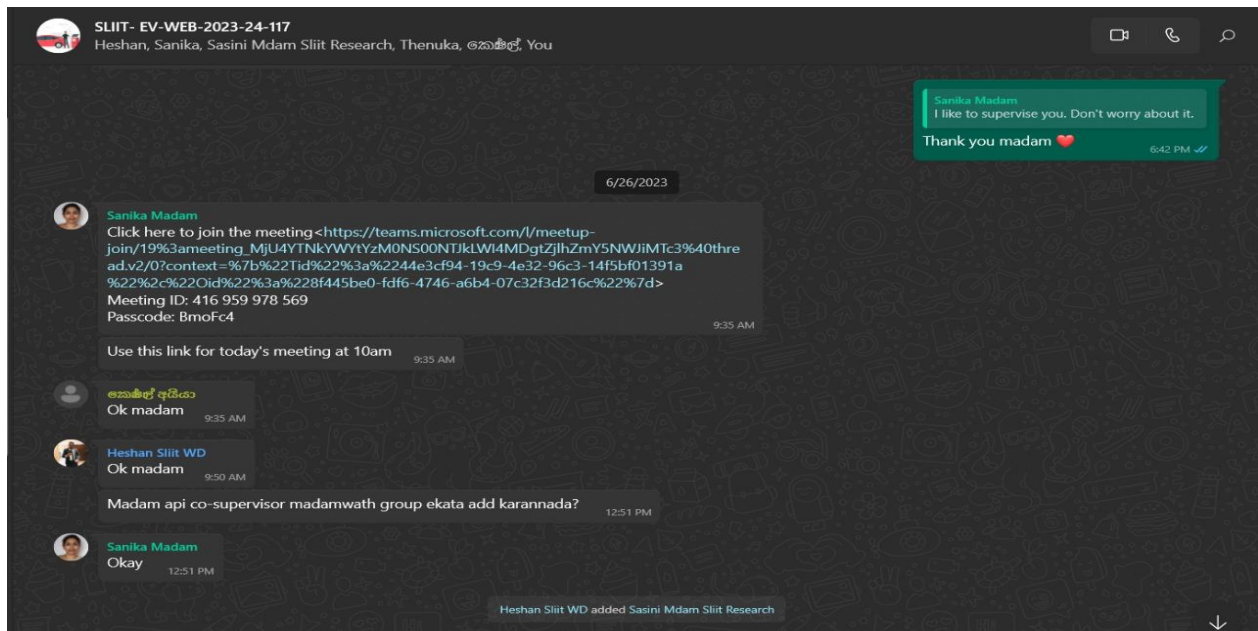 SLIIT- EV-WEB-2023-24-117
Heshan, Sanika, Sasini Mdam Sliit Research, Thenuka, You
Sanika Madam
I like to supervise you. Don't worry about it.
Thank you madam ❤️
6:42 PM
6/26/2023
Sanika Madam
Click here to join the meeting<https://teams.microsoft.com/l/meetup-
join/19%3ameeting_MjU4YTNkYWYtYzM0NS00NTJkLWI4MDgtZjlhZmY5NWJiMTc3%40thre
ad.v2/0?context=%7b%22Tid%22%3a%2244e3cf94-19c9-4e32-96c3-14f5bf01391a
%22%2c%22Oid%22%3a%228f445be0-fdf6-4746-a6b4-07c32f3d216c%22%7d>
Meeting ID: 416 959 978 569
Passcode: BmoFc4
9:35 AM
Use this link for today's meeting at 10am
9:35 AM
අයියා
Ok madam
9:35 AM
Heshan Sliit WD
Ok madam
9:50 AM
Madam api co-supervisor madamwath group ekata add karannada?
12:51 PM
Sanika Madam
Okay
12:51 PM
Heshan Sliit WD added Sasini Mdam Sliit Research